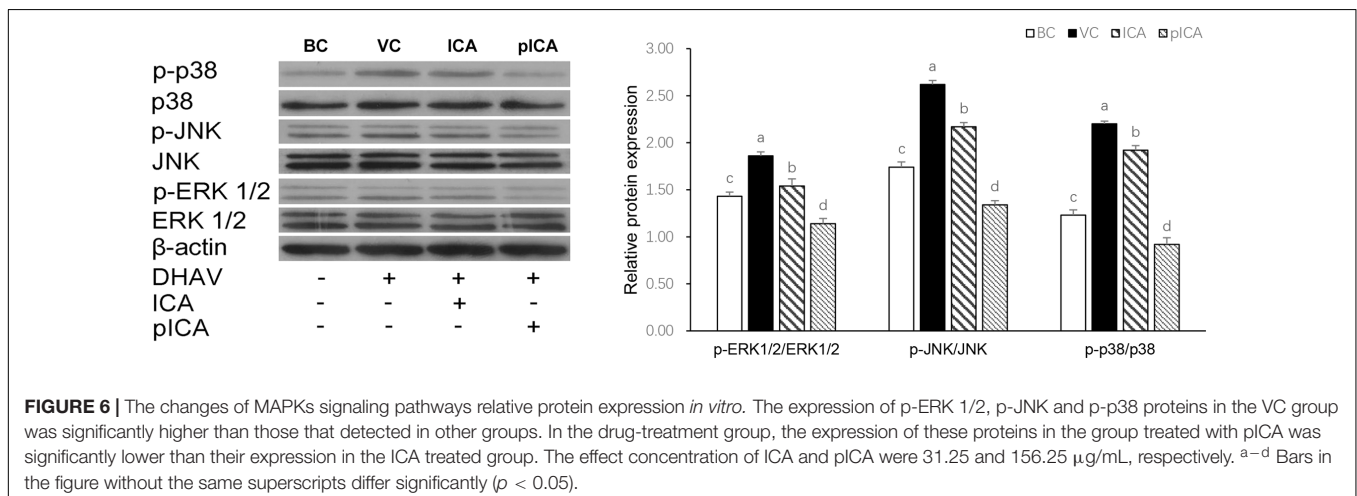 BC VC ICA pICA
p-p38
p38
p-JNK
JNK
p-ERK 1/2
ERK 1/2
β-actin
DHAV - + + +
ICA - - + -
pICA - - - +
BC VC ICA pICA
Relative protein expression
3.00
2.50
2.00
1.50
1.00
0.50
0.00
c a b d
c a b d
c a b d
p-ERK1/2/ERK1/2 p-JNK/JNK p-p38/p38
FIGURE 6 | The changes of MAPKs signaling pathways relative protein expression in vitro. The expression of p-ERK 1/2, p-JNK and p-p38 proteins in the VC group
was significantly higher than those that detected in other groups. In the drug-treatment group, the expression of these proteins in the group treated with pICA was
significantly lower than their expression in the ICA treated group. The effect concentration of ICA and pICA were 31.25 and 156.25 μg/mL, respectively. a−d Bars in
the figure without the same superscripts differ significantly (p < 0.05).